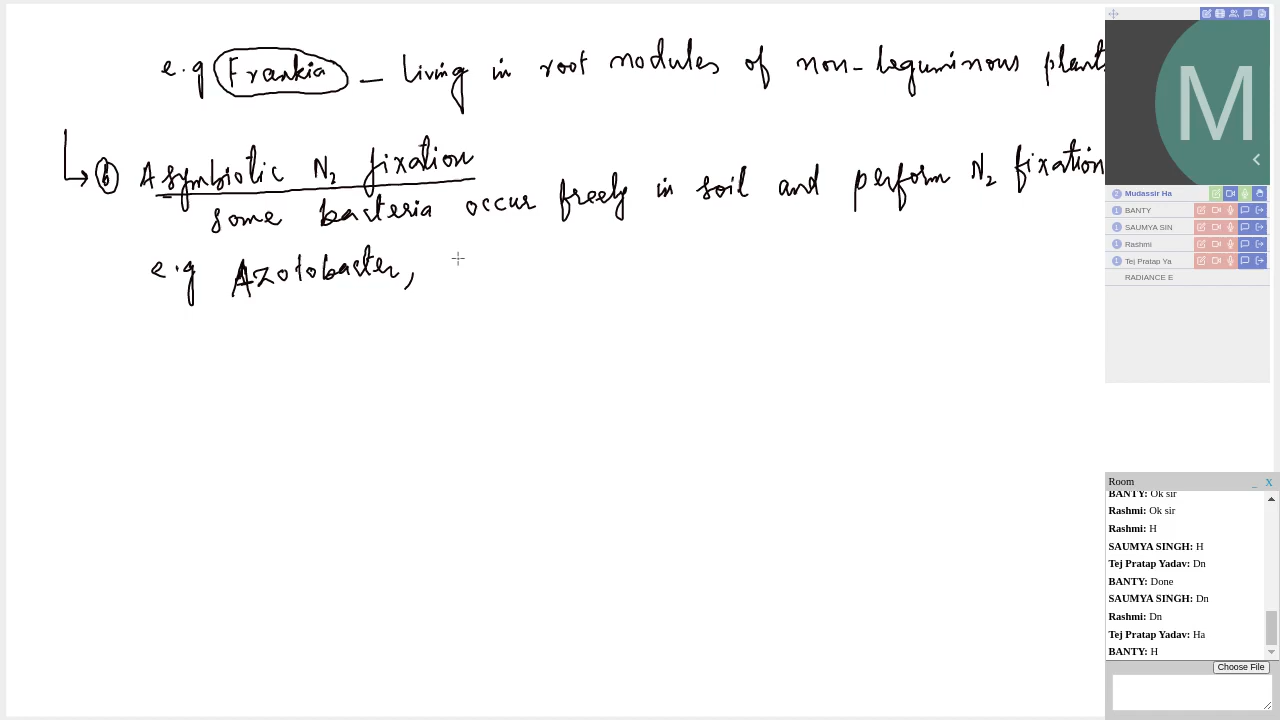 e.g Frankia — Living in root nodules of non-leguminous plants
(b) Asymbiotic N₂ fixation
some bacteria occur freely in soil and perform N₂ fixation
e.g Azotobacter,
M
Mudassir Ha
BANTY
SAUMYA SIN
Rashmi
Tej Pratap Ya
RADIANCE E
Room _ X
BANTY: Ok sir
Rashmi: Ok sir
Rashmi: H
SAUMYA SINGH: H
Tej Pratap Yadav: Dn
BANTY: Done
SAUMYA SINGH: Dn
Rashmi: Dn
Tej Pratap Yadav: Ha
BANTY: H
Choose File